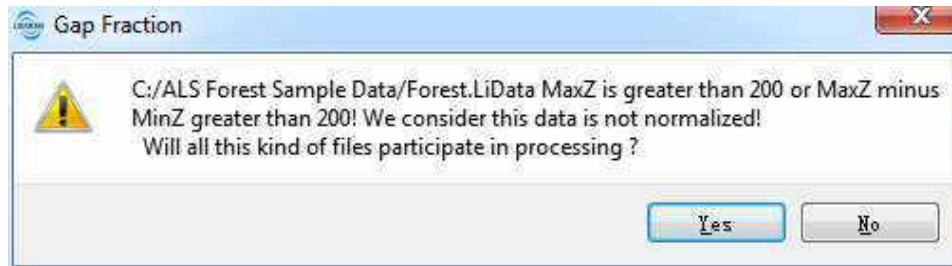 Gap Fraction
C:/ALS Forest Sample Data/Forest.LiData MaxZ is greater than 200 or MaxZ minus
MinZ greater than 200! We consider this data is not normalized!
Will all this kind of files participate in processing ?
Yes No